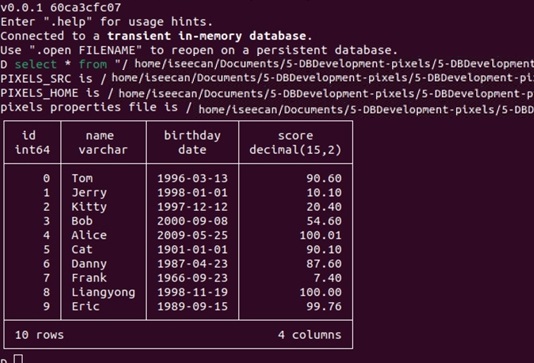 v0.0.1 60ca3cfc07
Enter ".help" for usage hints.
Connected to a transient in-memory database.
Use ".open FILENAME" to reopen on a persistent database.
D select * from "/ home/iseecan/Documents/5-DBDevelopment-pixels/5-DBDevelopment
PIXELS_SRC is / home/iseecan/Documents/5-DBDevelopment-pixels/5-DBDevelopment-pi
PIXELS_HOME is / home/iseecan/Documents/5-DBDevelopment-pixels/5-DBDevelopment-p
pixels properties file is / home/iseecan/Documents/5-DBDevelopment-pixels/5-DBD
id name birthday score
int64 varchar date decimal(15,2)
0 Tom 1996-03-13 90.60
1 Jerry 1998-01-01 10.10
2 Kitty 1997-12-12 20.40
3 Bob 2000-09-08 54.60
4 Alice 2009-05-25 100.01
5 Cat 1901-01-01 90.10
6 Danny 1987-04-23 87.60
7 Frank 1966-09-23 7.40
8 Liangyong 1998-11-19 100.00
9 Eric 1989-09-15 99.76
10 rows 4 columns
D